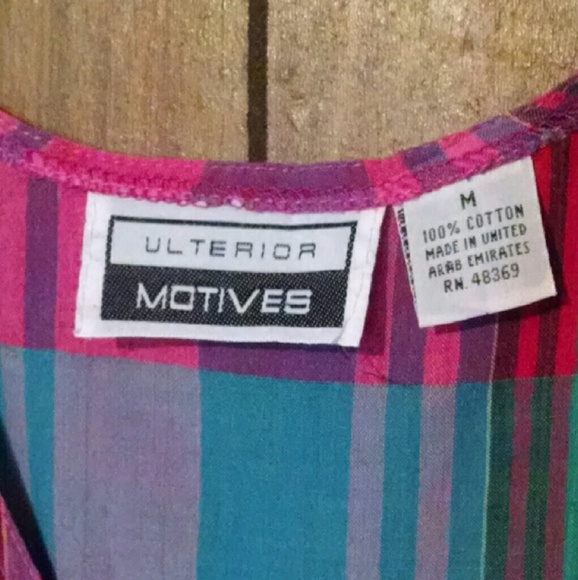 ULTERIOR
MOTIVES
M
100% COTTON
MADE IN UNITED
ARAB EMIRATES
RN. 48369